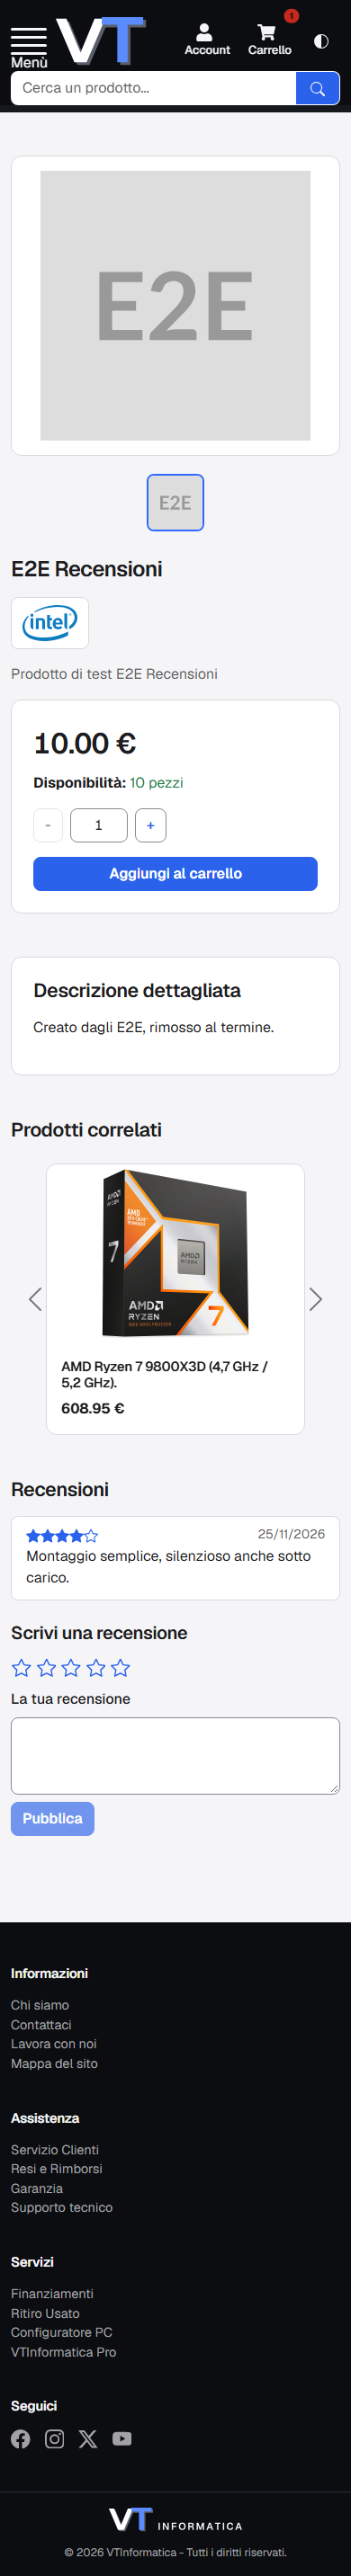 Menù
VT
Account
1
Carrello
Cerca un prodotto...
E2E
E2E
E2E Recensioni
intel
Prodotto di test E2E Recensioni
10.00 €
Disponibilità: 10 pezzi
- 1 +
Aggiungi al carrello
Descrizione dettagliata
Creato dagli E2E, rimosso al termine.
Prodotti correlati
AMD
RYZEN
7
AMD Ryzen 7 9800X3D (4,7 GHz /
5,2 GHz).
608.95 €
Recensioni
25/11/2026
Montaggio semplice, silenzioso anche sotto
carico.
Scrivi una recensione
La tua recensione
Pubblica
Informazioni
Chi siamo
Contattaci
Lavora con noi
Mappa del sito
Assistenza
Servizio Clienti
Resi e Rimborsi
Garanzia
Supporto tecnico
Servizi
Finanziamenti
Ritiro Usato
Configuratore PC
VTInformatica Pro
Seguici
VT INFORMATICA
© 2026 VTInformatica - Tutti i diritti riservati.